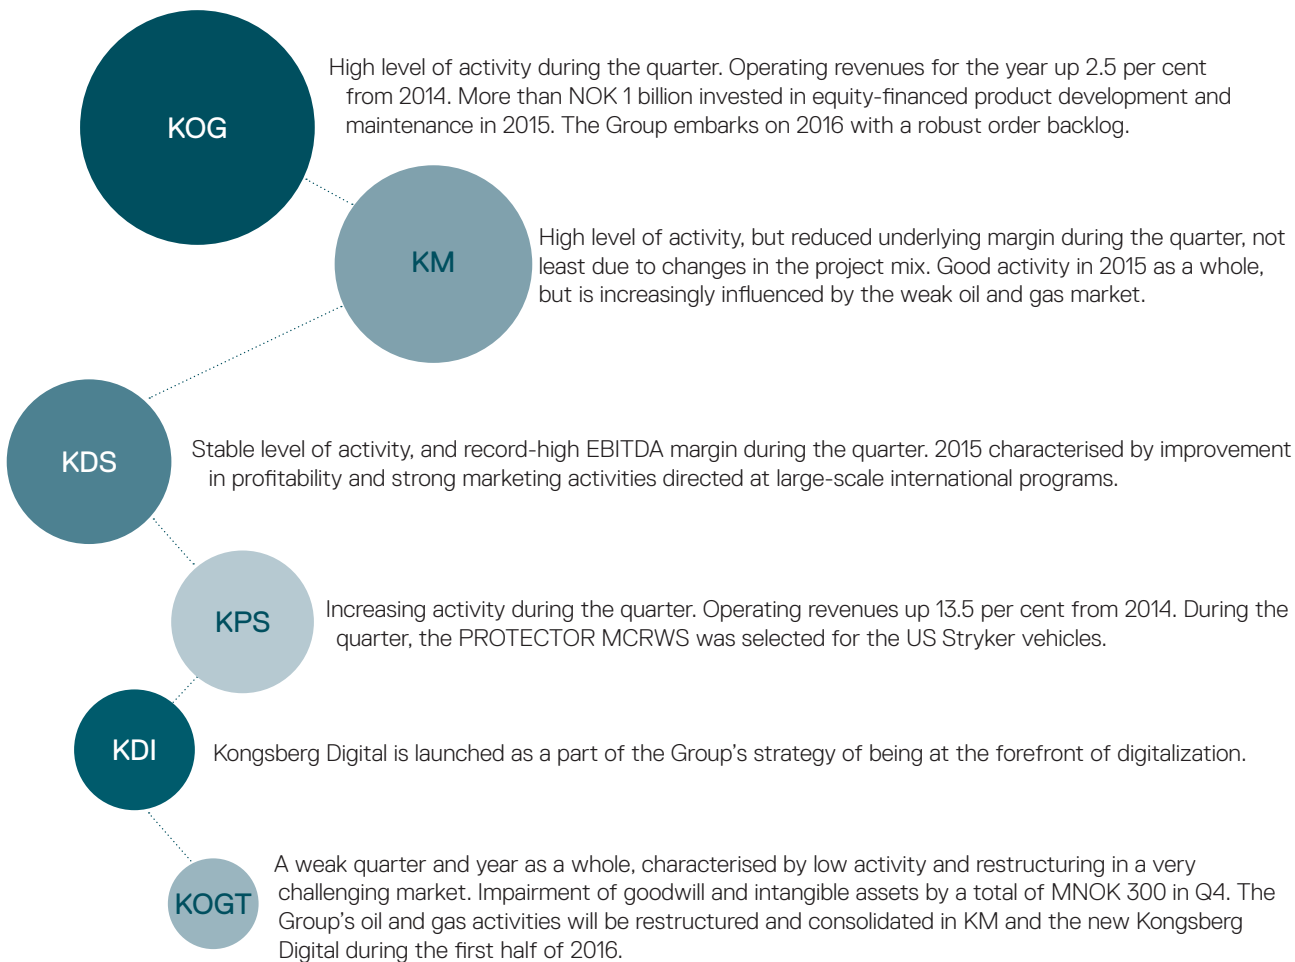 KOG
High level of activity during the quarter. Operating revenues for the year up 2.5 per cent
from 2014. More than NOK 1 billion invested in equity-financed product development and
maintenance in 2015. The Group embarks on 2016 with a robust order backlog.
KM
High level of activity, but reduced underlying margin during the quarter, not
least due to changes in the project mix. Good activity in 2015 as a whole,
but is increasingly influenced by the weak oil and gas market.
KDS
Stable level of activity, and record-high EBITDA margin during the quarter. 2015 characterised by improvement
in profitability and strong marketing activities directed at large-scale international programs.
KPS
Increasing activity during the quarter. Operating revenues up 13.5 per cent from 2014. During the
quarter, the PROTECTOR MCRWS was selected for the US Stryker vehicles.
KDI
Kongsberg Digital is launched as a part of the Group's strategy of being at the forefront of digitalization.
KOGT
A weak quarter and year as a whole, characterised by low activity and restructuring in a very
challenging market. Impairment of goodwill and intangible assets by a total of MNOK 300 in Q4. The
Group's oil and gas activities will be restructured and consolidated in KM and the new Kongsberg
Digital during the first half of 2016.